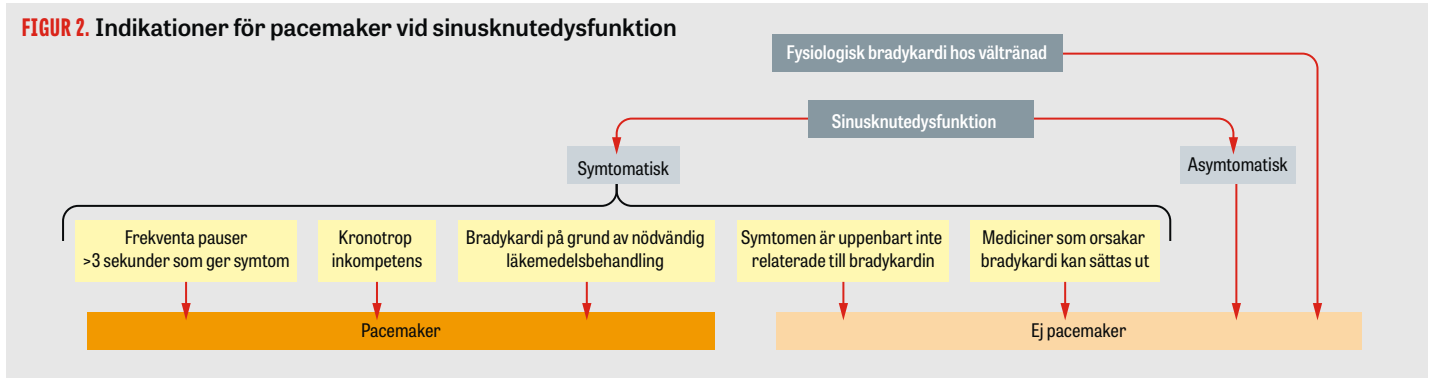 FIGUR 2. Indikationer för pacemaker vid sinusknutedysfunktion
Fysiologisk bradykardi hos vältränad
Sinusknutedysfunktion
Symtomatisk
Asymtomatisk
Frekventa pauser
>3 sekunder som ger symtom
Kronotrop
inkompetens
Bradykardi på grund av nödvändig
läkemedelsbehandling
Symtomen är uppenbart inte
relaterade till bradykardin
Mediciner som orsakar
bradykardi kan sättas ut
Pacemaker
Ej pacemaker